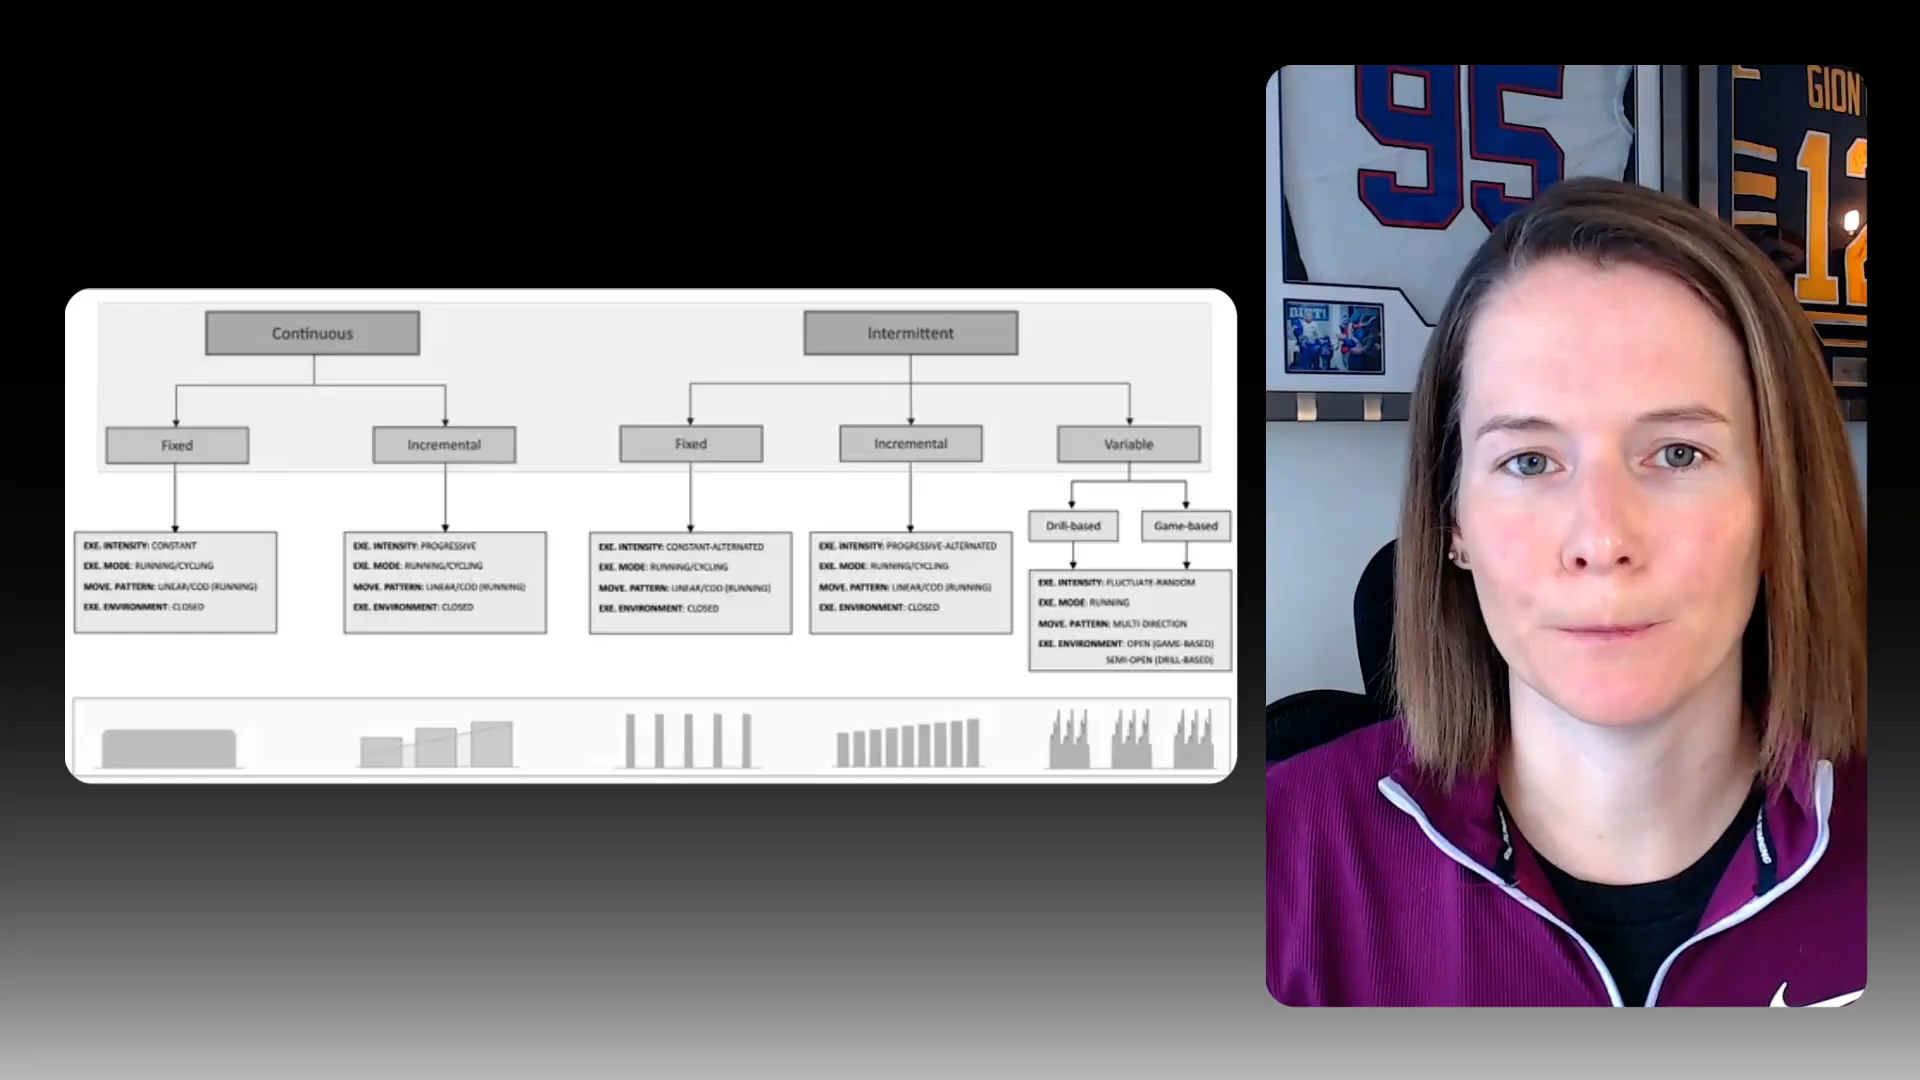 Continuous
Intermittent
Fixed
Incremental
Fixed
Incremental
Variable
Drill-based
Game-based
EXE. INTENSITY: CONSTANT
EXE. MODE: RUNNING/CYCLING
MOVE. PATTERN: LINEAR/COD (RUNNING)
EXE. ENVIRONMENT: CLOSED
EXE. INTENSITY: PROGRESSIVE
EXE. MODE: RUNNING/CYCLING
MOVE. PATTERN: LINEAR/COD (RUNNING)
EXE. ENVIRONMENT: CLOSED
EXE. INTENSITY: CONSTANT-ALTERNATED
EXE. MODE: RUNNING/CYCLING
MOVE. PATTERN: LINEAR/COD (RUNNING)
EXE. ENVIRONMENT: CLOSED
EXE. INTENSITY: PROGRESSIVE-ALTERNATED
EXE. MODE: RUNNING/CYCLING
MOVE. PATTERN: LINEAR/COD (RUNNING)
EXE. ENVIRONMENT: CLOSED
EXE. INTENSITY: FLUCTUATE-RANDOM
EXE. MODE: RUNNING
MOVE. PATTERN: MULTI-DIRECTION
EXE. ENVIRONMENT: OPEN (GAME-BASED)
SEMI-OPEN (DRILL-BASED)
95
GION
12